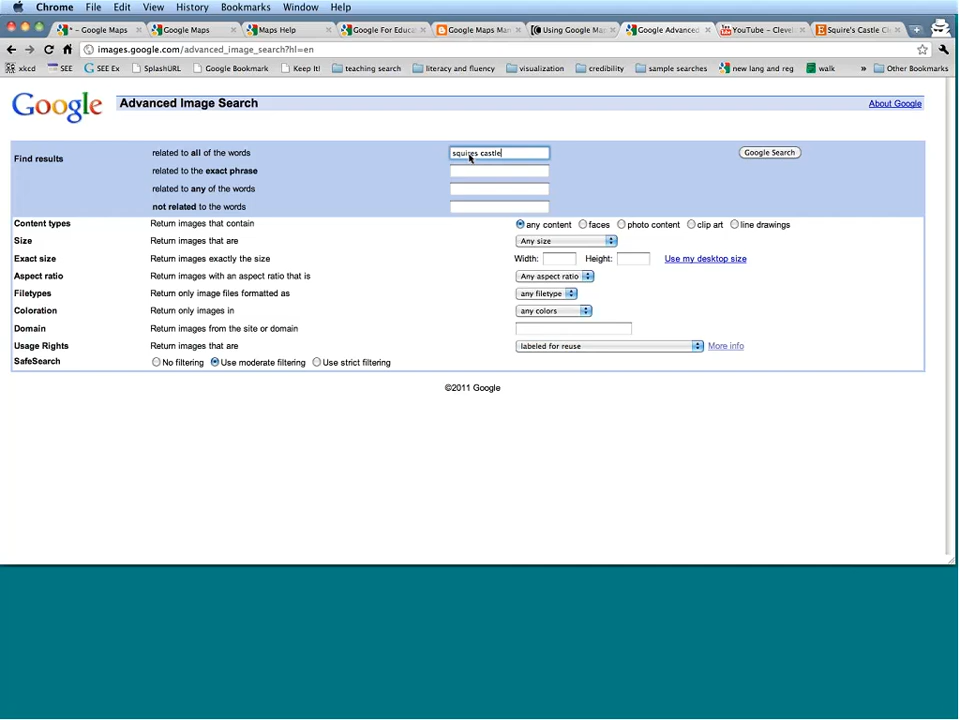 Chrome File Edit View History Bookmarks Window Help
* - Google Maps Google Maps Maps Help Google For Educa Google Maps Man Using Google Ma Google Advanced YouTube - Clevel Squire's Castle C
images.google.com/advanced_image_search?hl=en
xkcd SEE SEE Ex SplashURL Google Bookmark Keep It! teaching search literacy and fluency visualization credibility sample searches new lang and reg walk » Other Bookmarks
Google Advanced Image Search About Google
Find results related to all of the words squires castle Google Search
related to the exact phrase
related to any of the words
not related to the words
Content types Return images that contain any content faces photo content clip art line drawings
Size Return images that are Any size
Exact size Return images exactly the size Width: Height: Use my desktop size
Aspect ratio Return images with an aspect ratio that is Any aspect ratio
Filetypes Return only image files formatted as any filetype
Coloration Return only images in any colors
Domain Return images from the site or domain
Usage Rights Return images that are labeled for reuse More info
SafeSearch No filtering Use moderate filtering Use strict filtering
©2011 Google